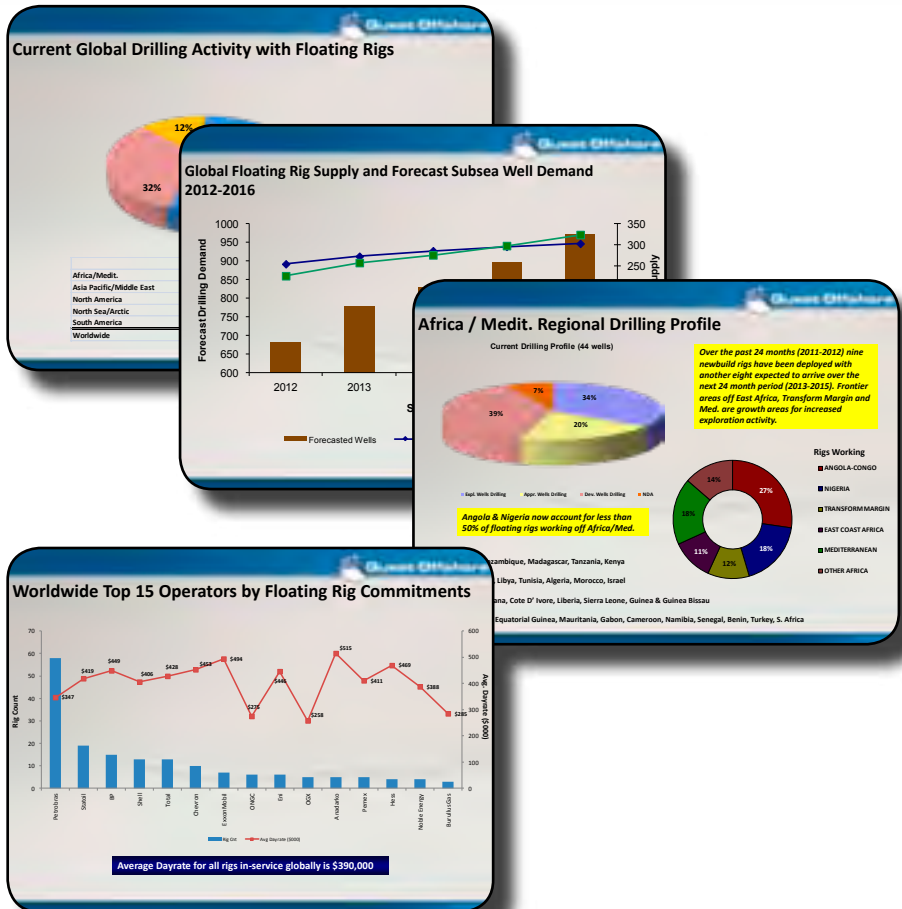 Quest Offshore
Current Global Drilling Activity with Floating Rigs
12%
32%
Africa/Medit.
Asia Pacific/Middle East
North America
North Sea/Arctic
South America
Worldwide
Quest Offshore
Global Floating Rig Supply and Forecast Subsea Well Demand
2012-2016
Forecast Drilling Demand
1000
950
900
850
800
750
700
650
600
350
300
250
2012
2013
S
Forecasted Wells
Quest Offshore
Africa / Medit. Regional Drilling Profile
Current Drilling Profile (44 wells)
7%
34%
39%
20%
Expl. Wells Drilling
Appr. Wells Drilling
Dev. Wells Drilling
NDA
Over the past 24 months (2011-2012) nine
newbuild rigs have been deployed with
another eight expected to arrive over the
next 24 month period (2013-2015). Frontier
areas off East Africa, Transform Margin and
Med. are growth areas for increased
exploration activity.
Angola & Nigeria now account for less than
50% of floating rigs working off Africa/Med.
Rigs Working
ANGOLA-CONGO
NIGERIA
TRANSFORM MARGIN
EAST COAST AFRICA
MEDITERRANEAN
OTHER AFRICA
14%
27%
18%
18%
11%
12%
zambique, Madagascar, Tanzania, Kenya
Libya, Tunisia, Algeria, Morocco, Israel
ana, Cote D' Ivore, Liberia, Sierra Leone, Guinea & Guinea Bissau
Equatorial Guinea, Mauritania, Gabon, Cameroon, Namibia, Senegal, Benin, Turkey, S. Africa
Quest Offshore
Worldwide Top 15 Operators by Floating Rig Commitments
Rig Count
70
60
50
40
30
20
10
0
$347
$419
$449
$406
$428
$453
$494
$275
$446
$258
$515
$411
$469
$388
$285
600
500
400
300
200
100
0
Avg. Dayrate ($000)
Petrobras
Statoil
BP
Shell
Total
Chevron
ExxonMobil
ONGC
Eni
OGX
Anadarko
Pemex
Hess
Noble Energy
BurullusGas
Rig Cnt
Avg Dayrate ($000)
Average Dayrate for all rigs in-service globally is $390,000